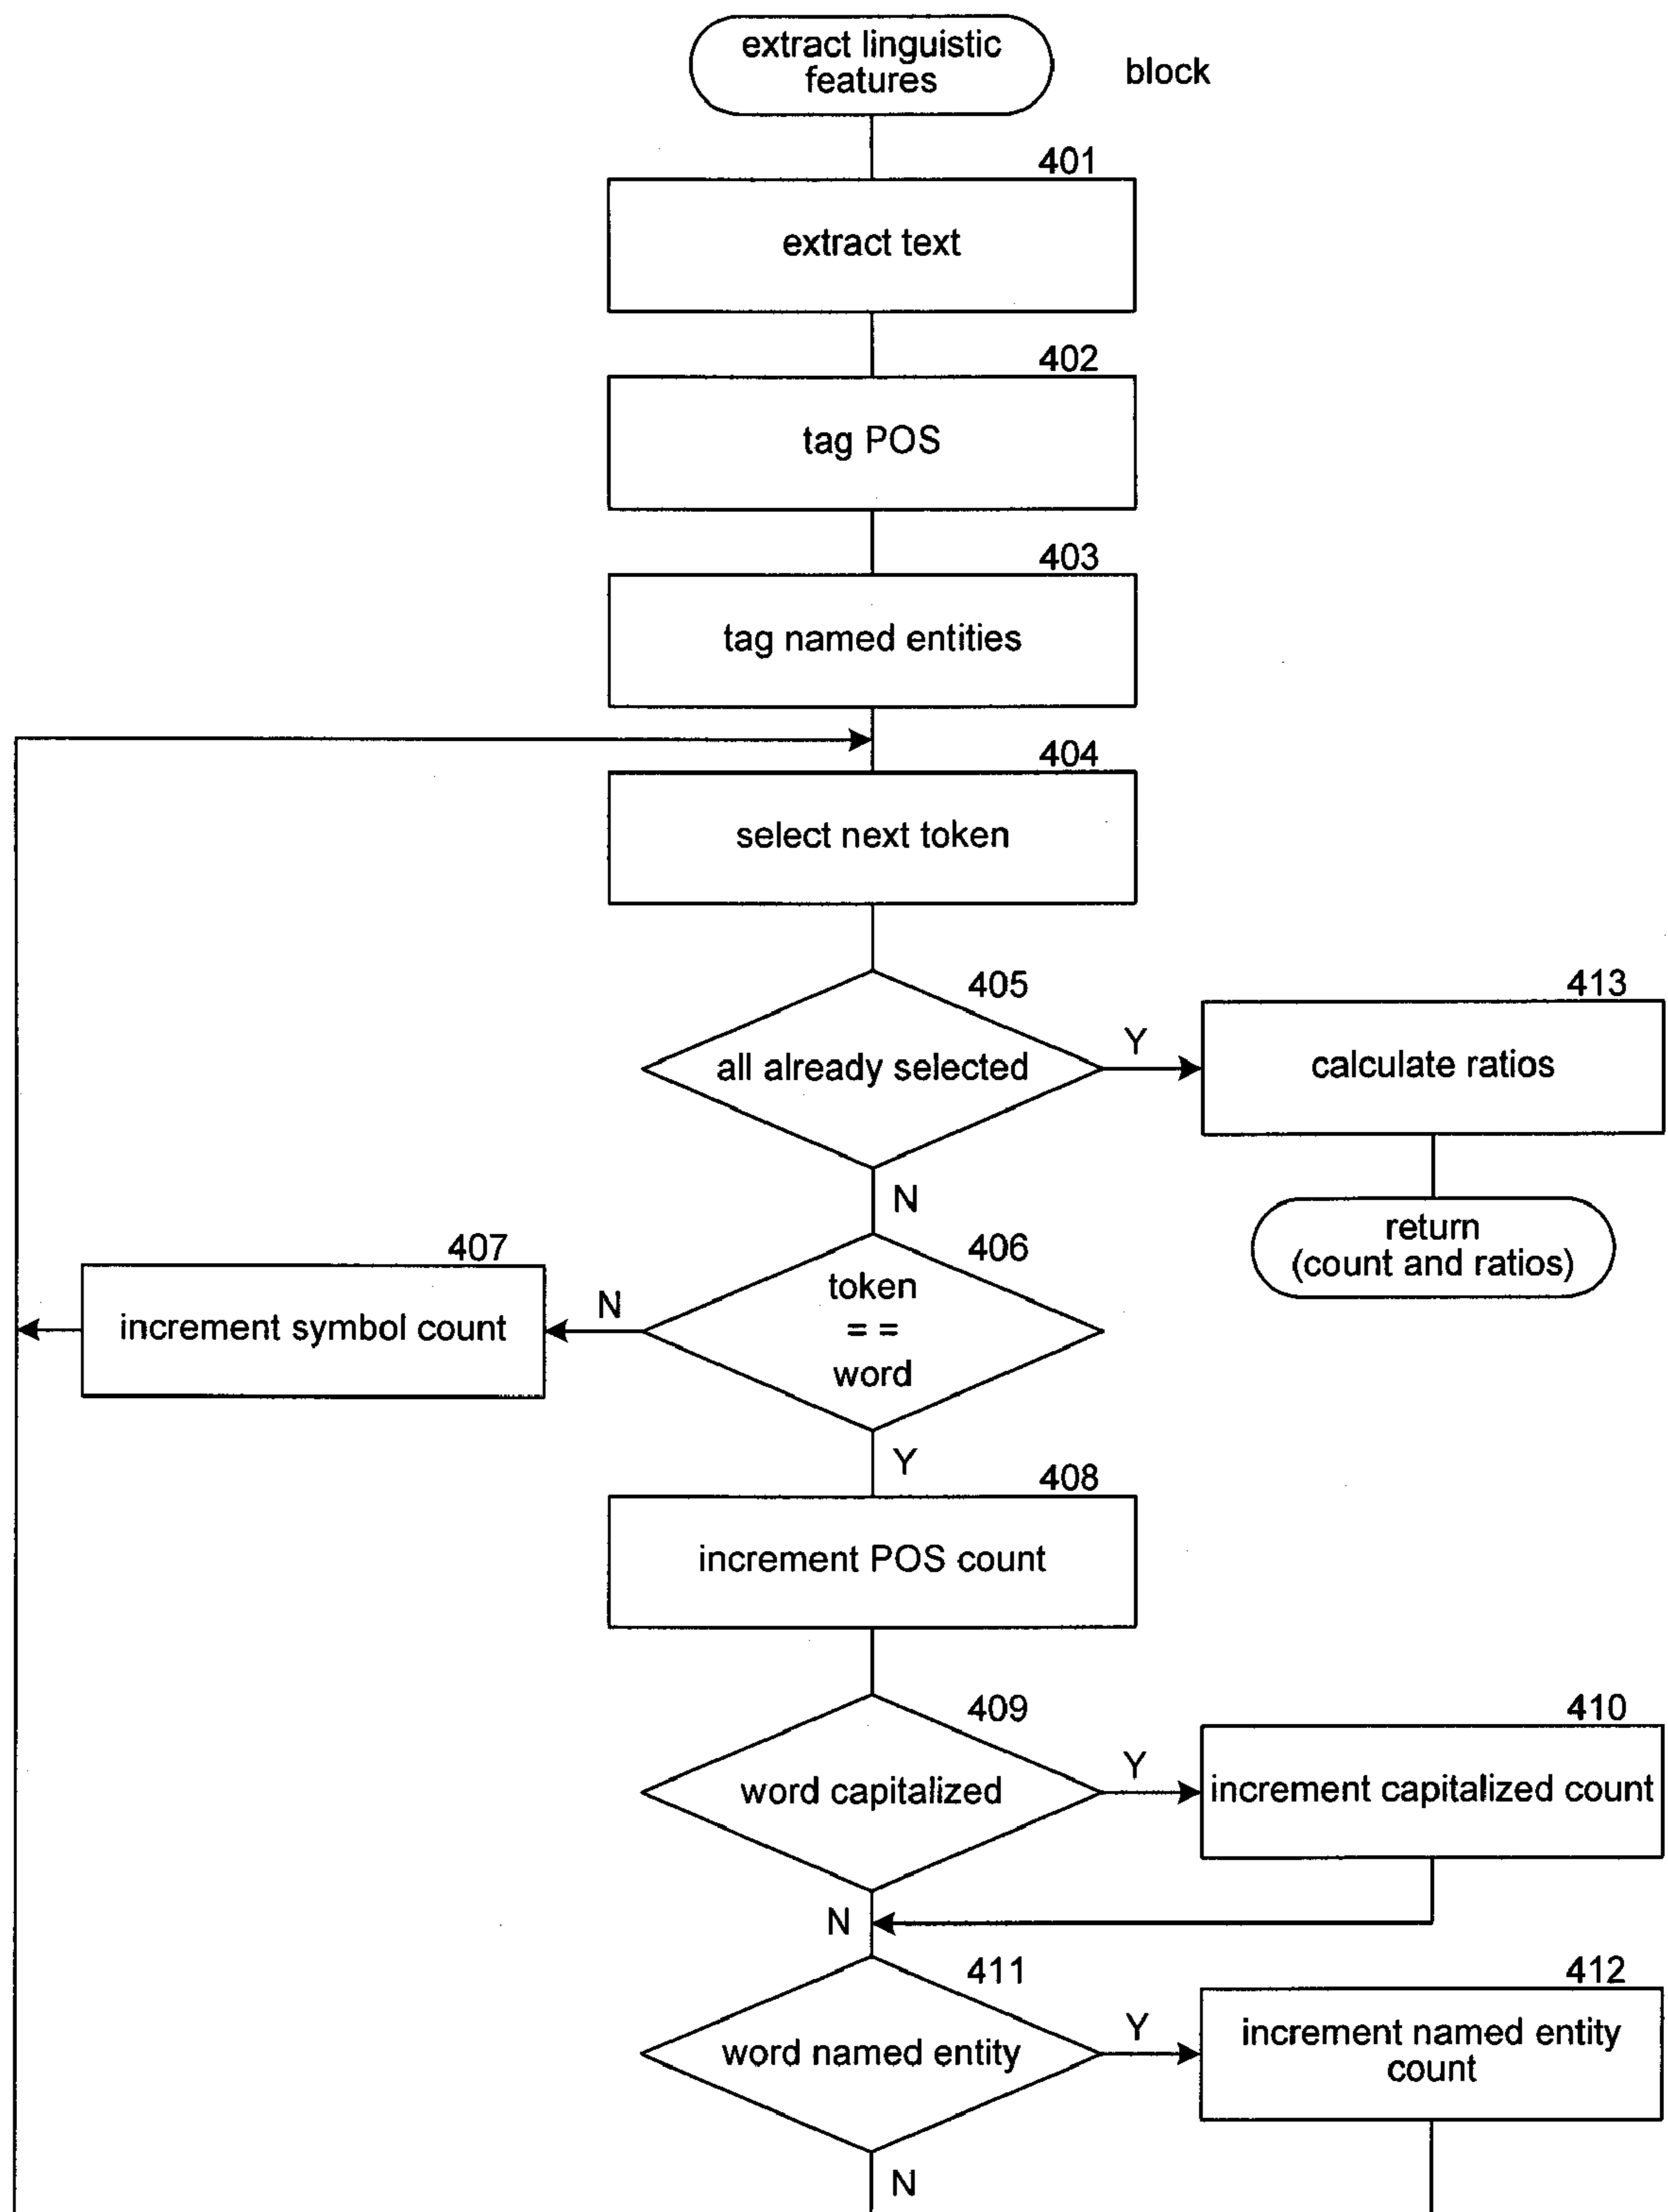 extract linguistic
features
block
401
extract text
402
tag POS
403
tag named entities
404
select next token
405
all already selected
Y
413
calculate ratios
N
return
(count and ratios)
406
token
= =
word
N
407
increment symbol count
Y
408
increment POS count
409
word capitalized
Y
410
increment capitalized count
N
411
word named entity
Y
412
increment named entity
count
N